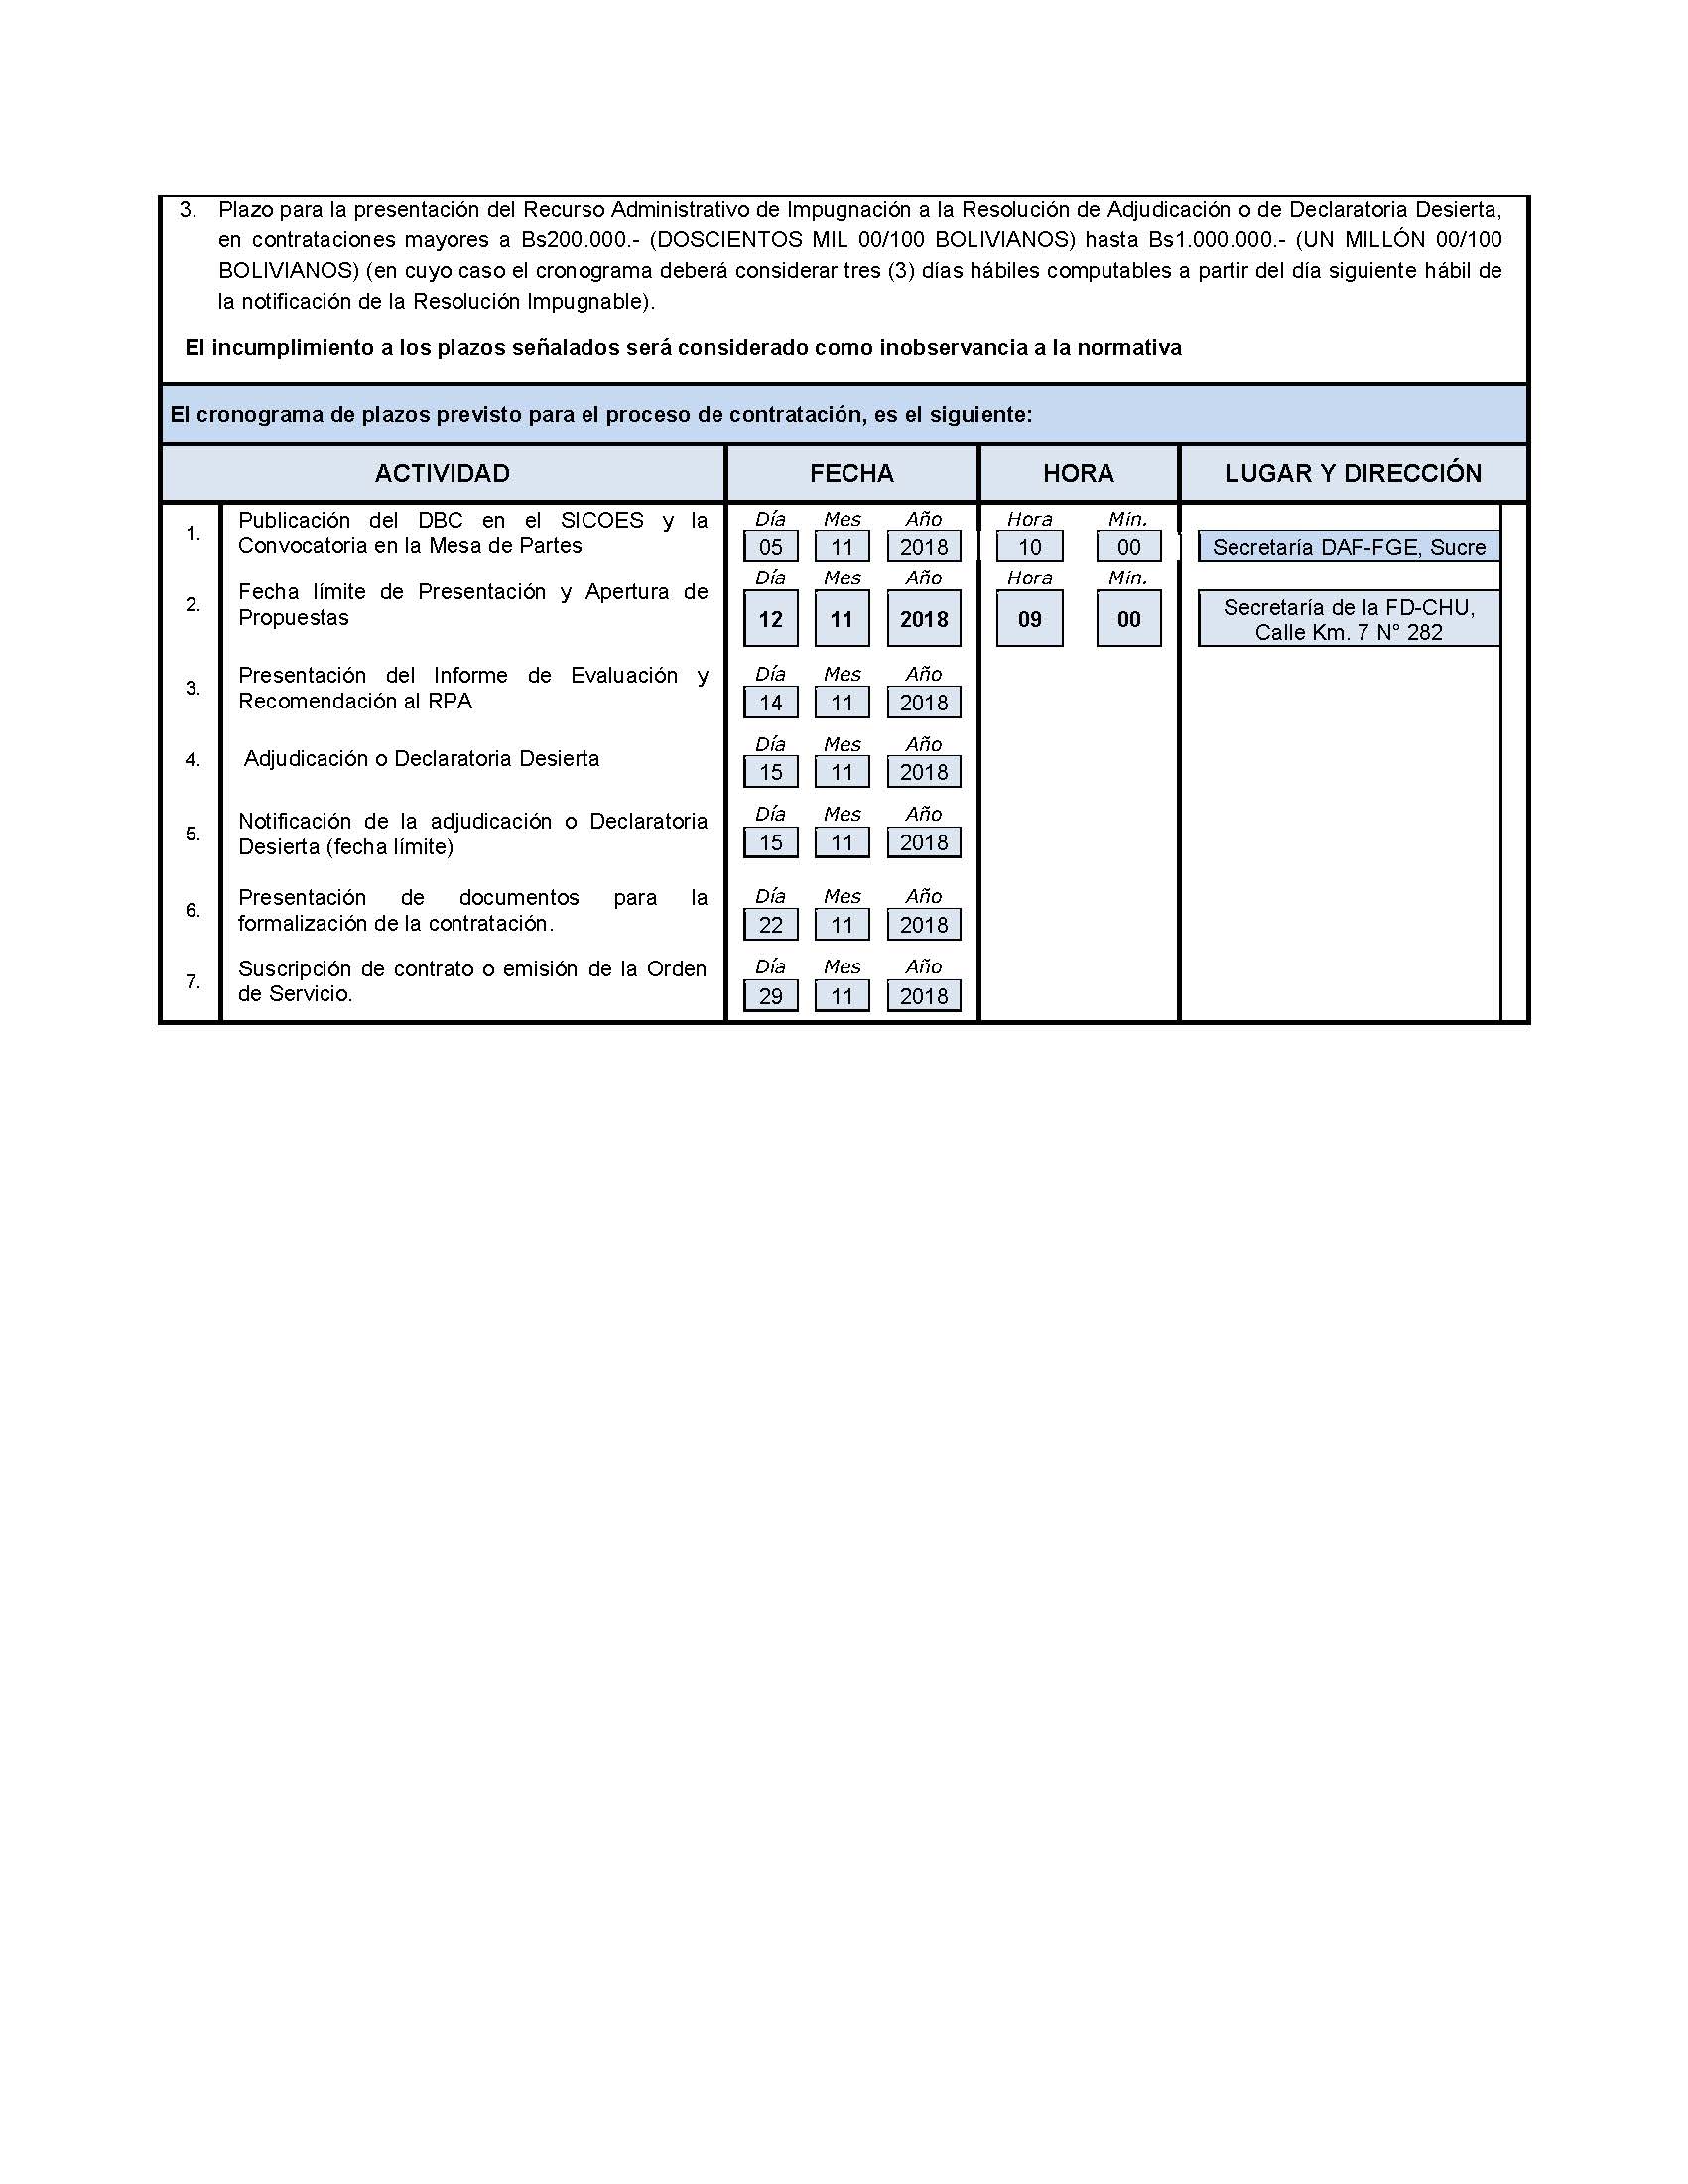 3. Plazo para la presentación del Recurso Administrativo de Impugnación a la Resolución de Adjudicación o de Declaratoria Desierta,
en contrataciones mayores a Bs200.000.- (DOSCIENTOS MIL 00/100 BOLIVIANOS) hasta Bs1.000.000.- (UN MILLÓN 00/100
BOLIVIANOS) (en cuyo caso el cronograma deberá considerar tres (3) días hábiles computables a partir del día siguiente hábil de
la notificación de la Resolución Impugnable).
El incumplimiento a los plazos señalados será considerado como inobservancia a la normativa
El cronograma de plazos previsto para el proceso de contratación, es el siguiente:
ACTIVIDAD FECHA HORA LUGAR Y DIRECCIÓN
1. Publicación del DBC en el SICOES y la
Convocatoria en la Mesa de Partes
Día Mes Año Hora Min.
05 11 2018 10 00 Secretaría DAF-FGE, Sucre
2. Fecha límite de Presentación y Apertura de
Propuestas
Día Mes Año Hora Min.
12 11 2018 09 00 Secretaría de la FD-CHU,
Calle Km. 7 N° 282
3. Presentación del Informe de Evaluación y
Recomendación al RPA
Día Mes Año
14 11 2018
4. Adjudicación o Declaratoria Desierta
Día Mes Año
15 11 2018
5. Notificación de la adjudicación o Declaratoria
Desierta (fecha límite)
Día Mes Año
15 11 2018
6. Presentación de documentos para la
formalización de la contratación.
Día Mes Año
22 11 2018
7. Suscripción de contrato o emisión de la Orden
de Servicio.
Día Mes Año
29 11 2018